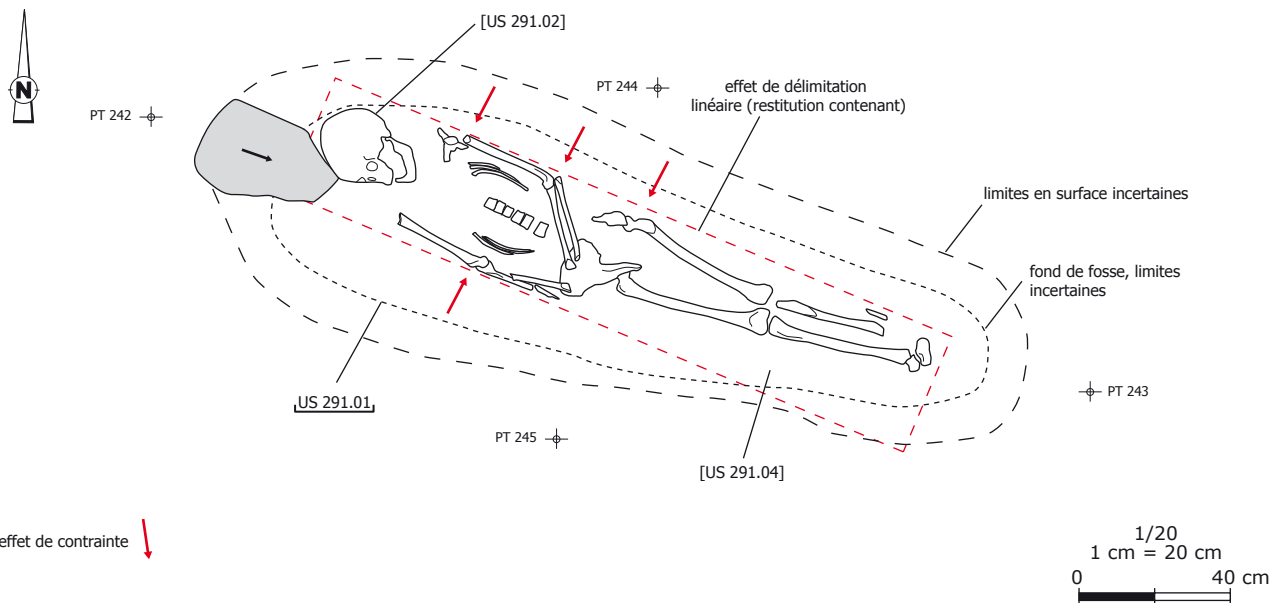 [US 291.02]
N
PT 242
PT 244
effet de délimitation
linéaire (restitution contenant)
limites en surface incertaines
fond de fosse, limites
incertaines
US 291.01
PT 243
PT 245
[US 291.04]
effet de contrainte
1/20
1 cm = 20 cm
0
40 cm